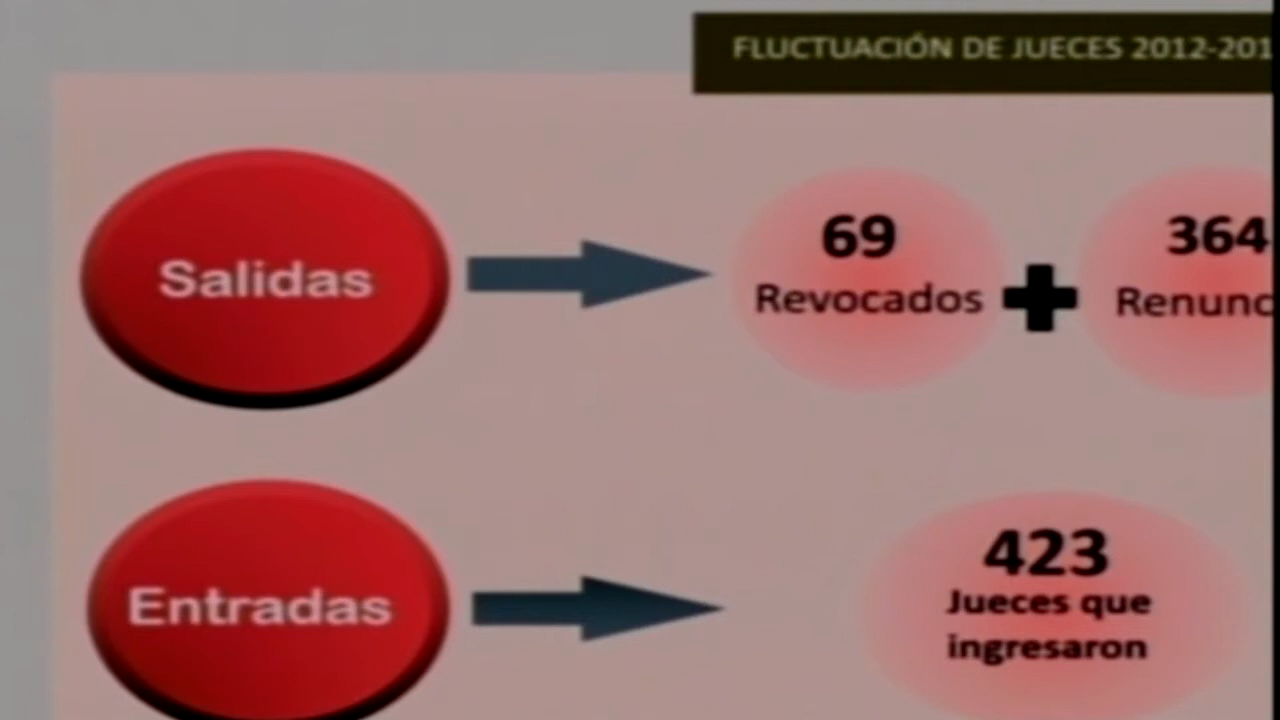 FLUCTUACIÓN DE JUECES 2012-201
Salidas
69
Revocados
364
Renunc
Entradas
423
Jueces que
ingresaron